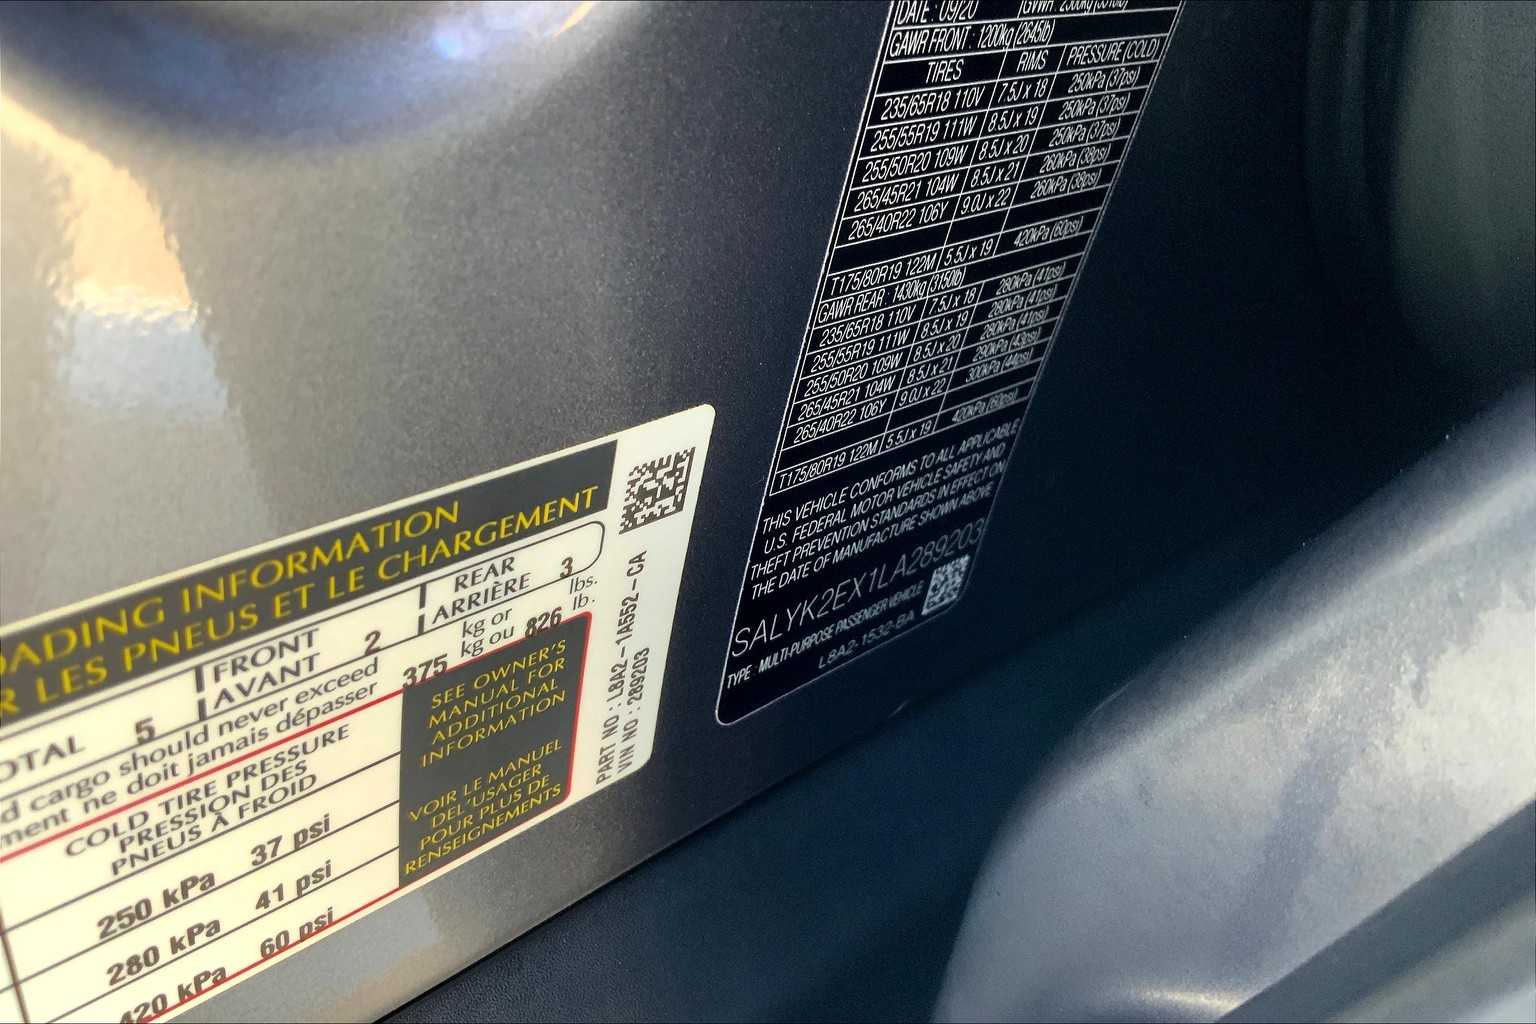 DATE : 09/20
GAWR FRONT : 1200kg (2645lb)
TIRES RIMS PRESSURE (COLD)
235/65R18 110V 7.5J x 18 250kPa (37psi)
255/55R19 111W 8.5J x 19 250kPa (37psi)
255/50R20 109W 8.5J x 20 250kPa (37psi)
265/45R21 104W 8.5J x 21 260kPa (38psi)
265/40R22 106Y 9.0J x 22 260kPa (38psi)
T175/80R19 122M 5.5J x 19 420kPa (60psi)
GAWR REAR : 1430kg (3150lb)
235/65R18 110V 7.5J x 18 280kPa (41psi)
255/55R19 111W 8.5J x 19 280kPa (41psi)
255/50R20 109W 8.5J x 20 280kPa (41psi)
265/45R21 104W 8.5J x 21 290kPa (43psi)
265/40R22 106Y 9.0J x 22 300kPa (44psi)
T175/80R19 122M 5.5J x 19 420kPa (60psi)
THIS VEHICLE CONFORMS TO ALL APPLICABLE
U.S. FEDERAL MOTOR VEHICLE SAFETY AND
THEFT PREVENTION STANDARDS IN EFFECT ON
THE DATE OF MANUFACTURE SHOWN ABOVE
SALYK2EX1LA289203
TYPE : MULTI-PURPOSE PASSENGER VEHICLE
L8A2-1532-BA
LOADING INFORMATION
LES PNEUS ET LE CHARGEMENT
TOTAL 5 FRONT AVANT 2 REAR ARRIÈRE 3
cargo should never exceed 375 kg or 826 lbs.
ne doit jamais dépasser kg ou lb.
COLD TIRE PRESSURE
PRESSION DES
PNEUS À FROID
250 kPa 37 psi
280 kPa 41 psi
420 kPa 60 psi
SEE OWNER'S
MANUAL FOR
ADDITIONAL
INFORMATION
VOIR LE MANUEL
DEL'USAGER
POUR PLUS DE
RENSEIGNEMENTS
PART NO : L8A2-1A552-CA
VIN NO : 289203